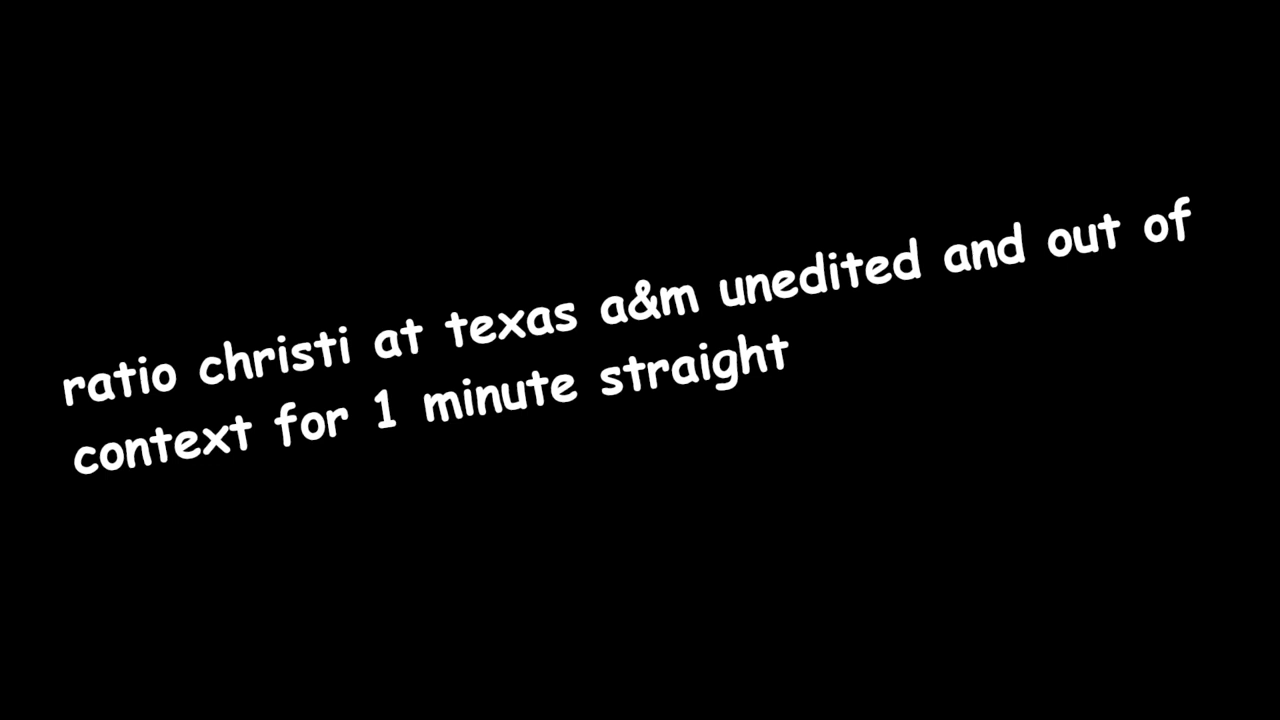 ratio christi at texas a&m unedited and out of
context for 1 minute straight